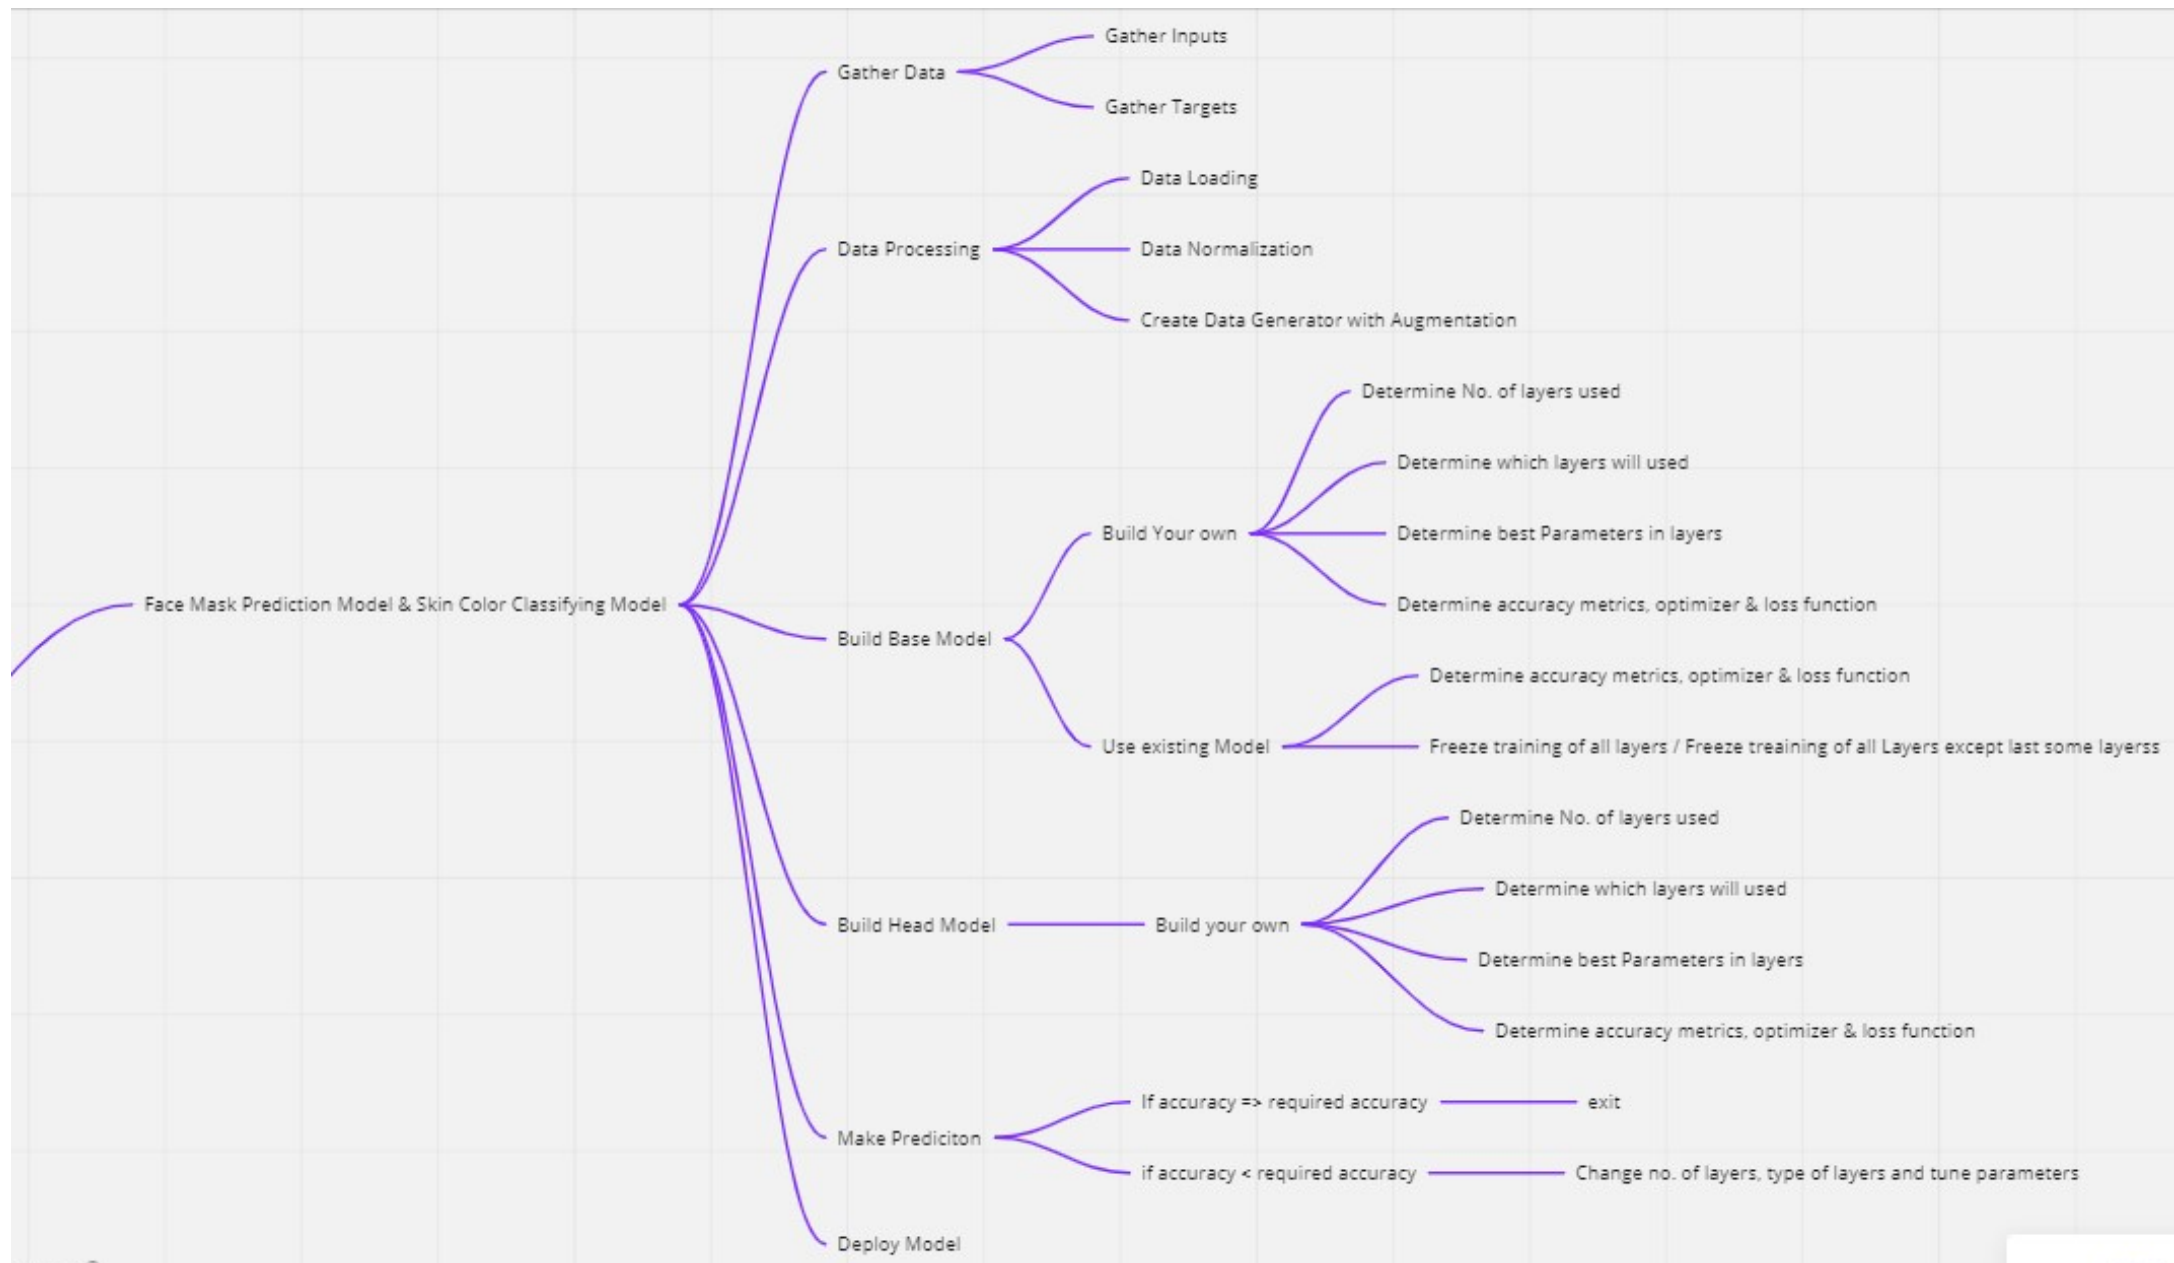 Gather Inputs
Gather Data
Gather Targets
Data Loading
Data Processing
Data Normalization
Create Data Generator with Augmentation
Determine No. of layers used
Determine which layers will used
Build Your own
Determine best Parameters in layers
Face Mask Prediction Model & Skin Color Classifying Model
Determine accuracy metrics, optimizer & loss function
Build Base Model
Determine accuracy metrics, optimizer & loss function
Use existing Model
Freeze training of all layers / Freeze treaining of all Layers except last some layerss
Determine No. of layers used
Determine which layers will used
Build Head Model
Build your own
Determine best Parameters in layers
Determine accuracy metrics, optimizer & loss function
If accuracy => required accuracy
exit
Make Prediciton
if accuracy < required accuracy
Change no. of layers, type of layers and tune parameters
Deploy Model